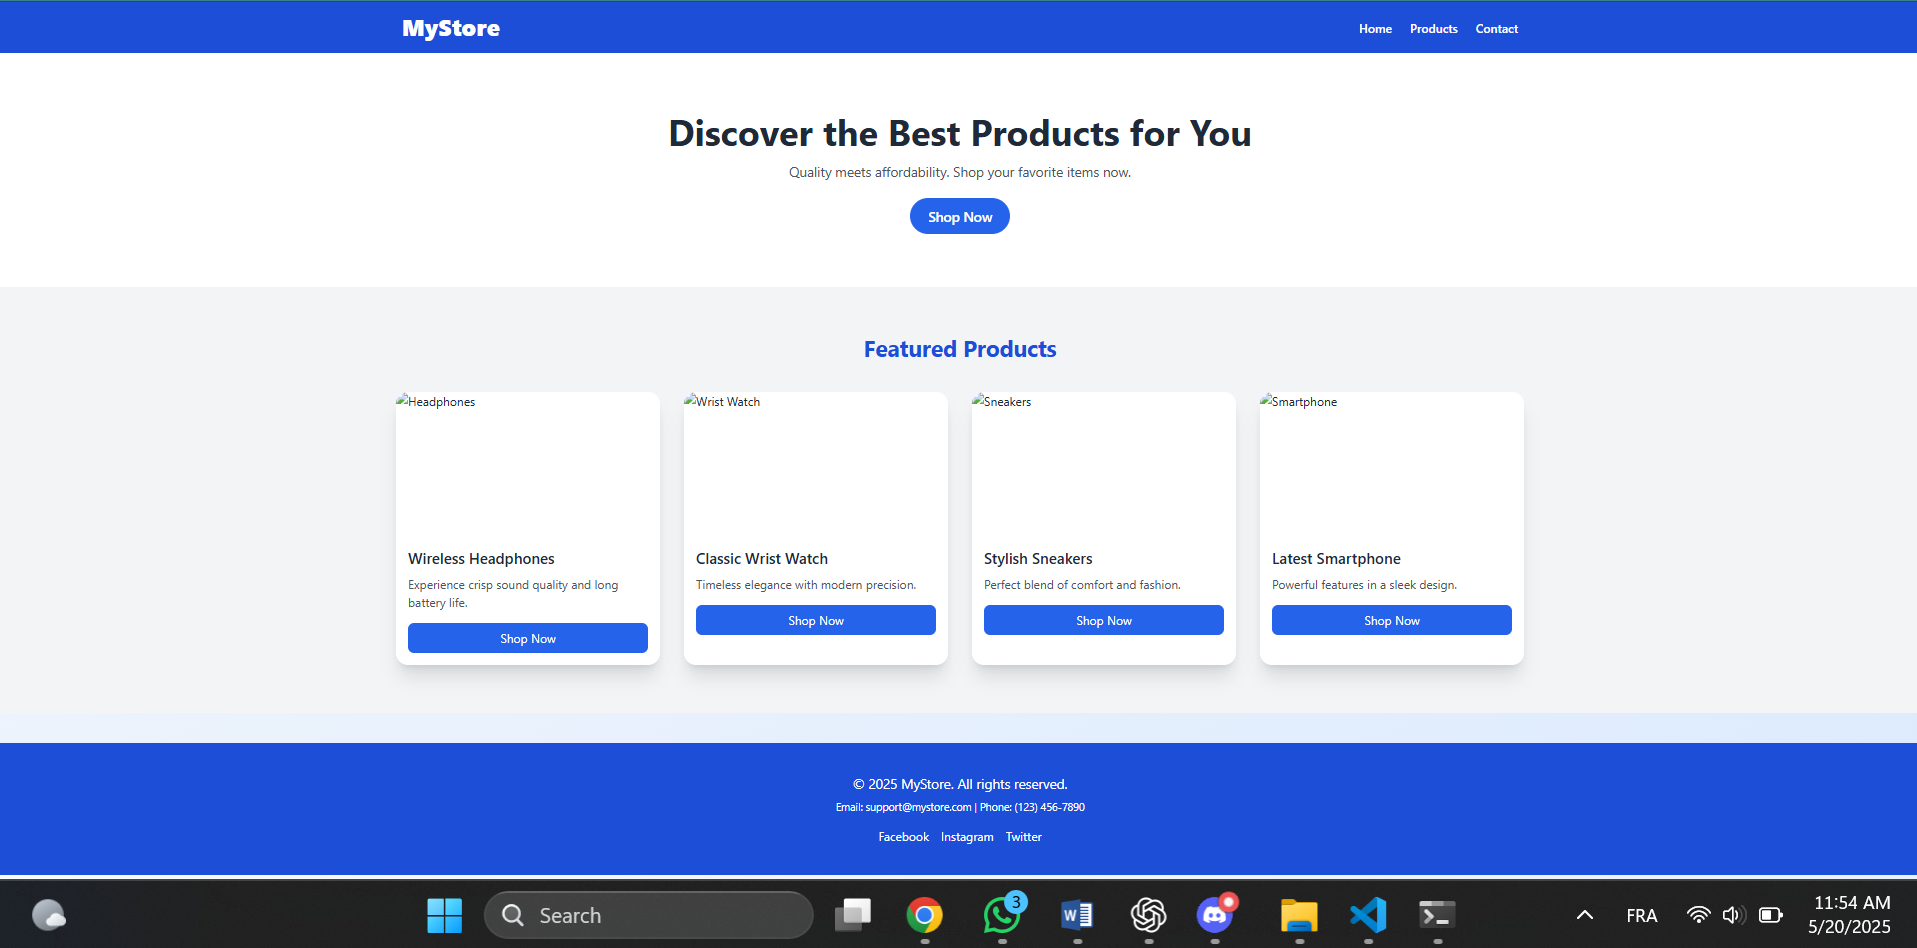 MyStore
Home Products Contact
Discover the Best Products for You
Quality meets affordability. Shop your favorite items now.
Shop Now
Featured Products
Headphones
Wrist Watch
Sneakers
Smartphone
Wireless Headphones
Experience crisp sound quality and long
battery life.
Shop Now
Classic Wrist Watch
Timeless elegance with modern precision.
Shop Now
Stylish Sneakers
Perfect blend of comfort and fashion.
Shop Now
Latest Smartphone
Powerful features in a sleek design.
Shop Now
© 2025 MyStore. All rights reserved.
Email: support@mystore.com | Phone: (123) 456-7890
Facebook Instagram Twitter
Search
3
W
FRA
11:54 AM
5/20/2025